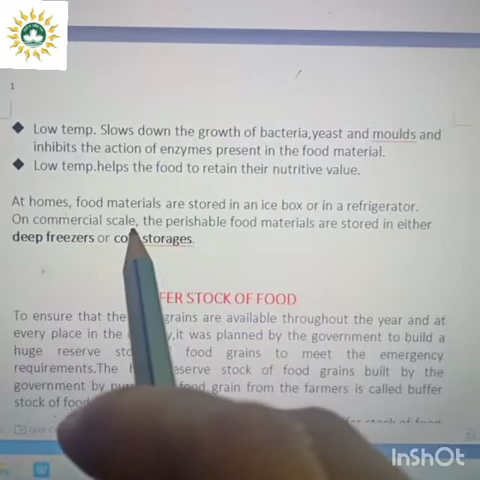 1
Low temp. Slows down the growth of bacteria,yeast and moulds and
inhibits the action of enzymes present in the food material.
Low temp.helps the food to retain their nutritive value.
At homes, food materials are stored in an ice box or in a refrigerator.
On commercial scale, the perishable food materials are stored in either
deep freezers or storages.
STOCK OF FOOD
To ensure that the grains are available throughout the year and at
every place in the it was planned by the government to build a
huge reserve food grains to meet the emergency
requirements.The reserve stock of food grains built by the
government by food grain from the farmers is called buffer
stock of food
InShOt